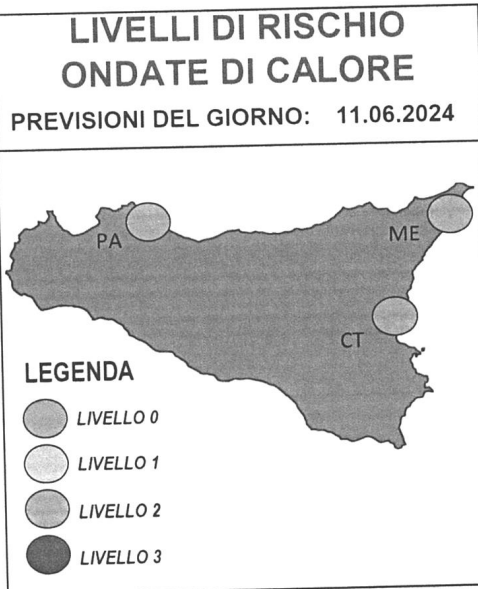 LIVELLI DI RISCHIO
ONDATE DI CALORE
PREVISIONI DEL GIORNO: 11.06.2024
PA
ME
CT
LEGENDA
LIVELLO 0
LIVELLO 1
LIVELLO 2
LIVELLO 3